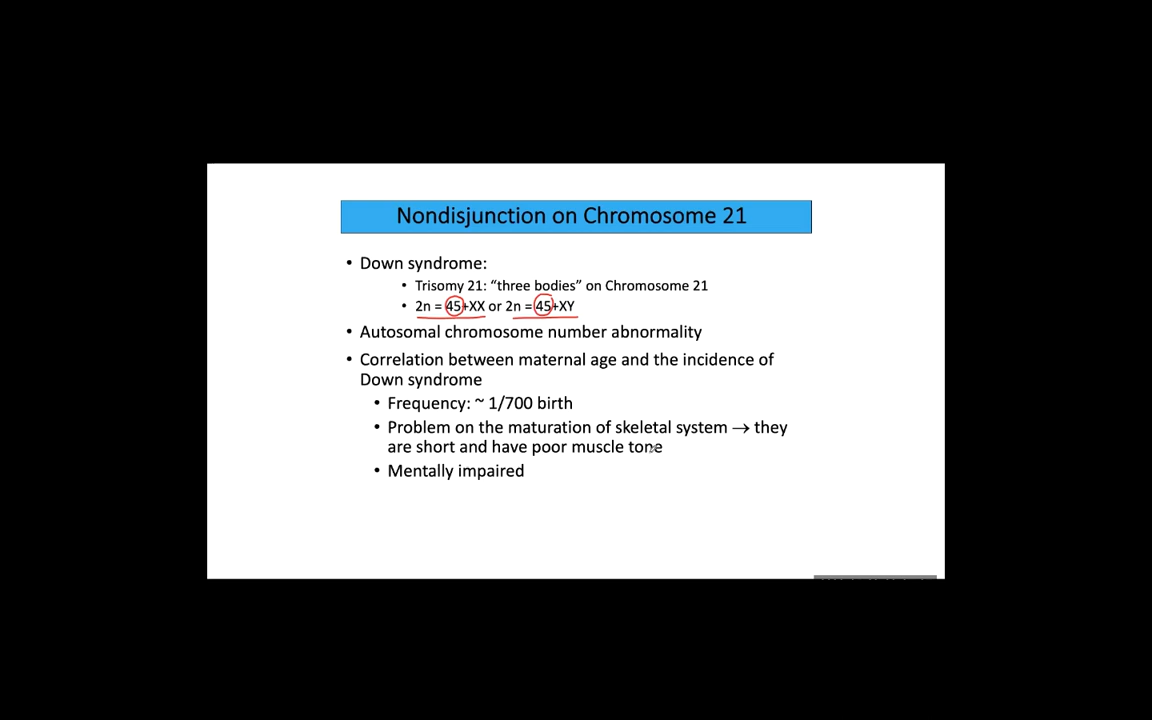 Nondisjunction on Chromosome 21
• Down syndrome:
• Trisomy 21: “three bodies” on Chromosome 21
• 2n = 45+XX or 2n = 45+XY
• Autosomal chromosome number abnormality
• Correlation between maternal age and the incidence of
Down syndrome
• Frequency: ~ 1/700 birth
• Problem on the maturation of skeletal system → they
are short and have poor muscle tone
• Mentally impaired